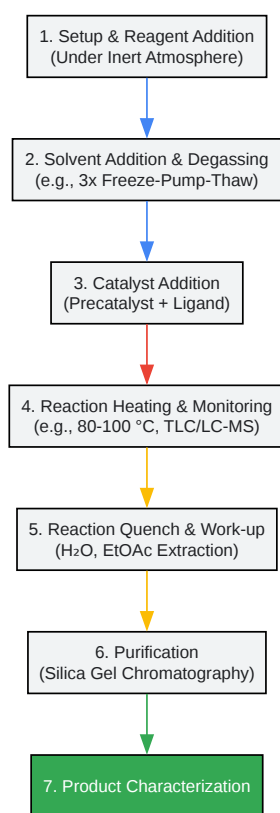 1. Setup & Reagent Addition
(Under Inert Atmosphere)
2. Solvent Addition & Degassing
(e.g., 3x Freeze-Pump-Thaw)
3. Catalyst Addition
(Precatalyst + Ligand)
4. Reaction Heating & Monitoring
(e.g., 80-100 °C, TLC/LC-MS)
5. Reaction Quench & Work-up
(H₂O, EtOAc Extraction)
6. Purification
(Silica Gel Chromatography)
7. Product Characterization